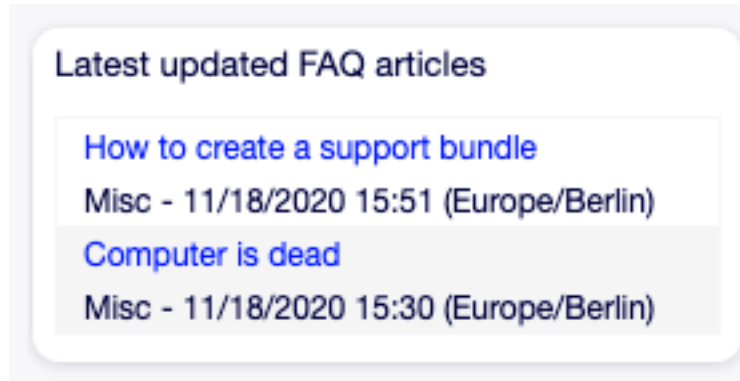 Latest updated FAQ articles
How to create a support bundle
Misc - 11/18/2020 15:51 (Europe/Berlin)
Computer is dead
Misc - 11/18/2020 15:30 (Europe/Berlin)